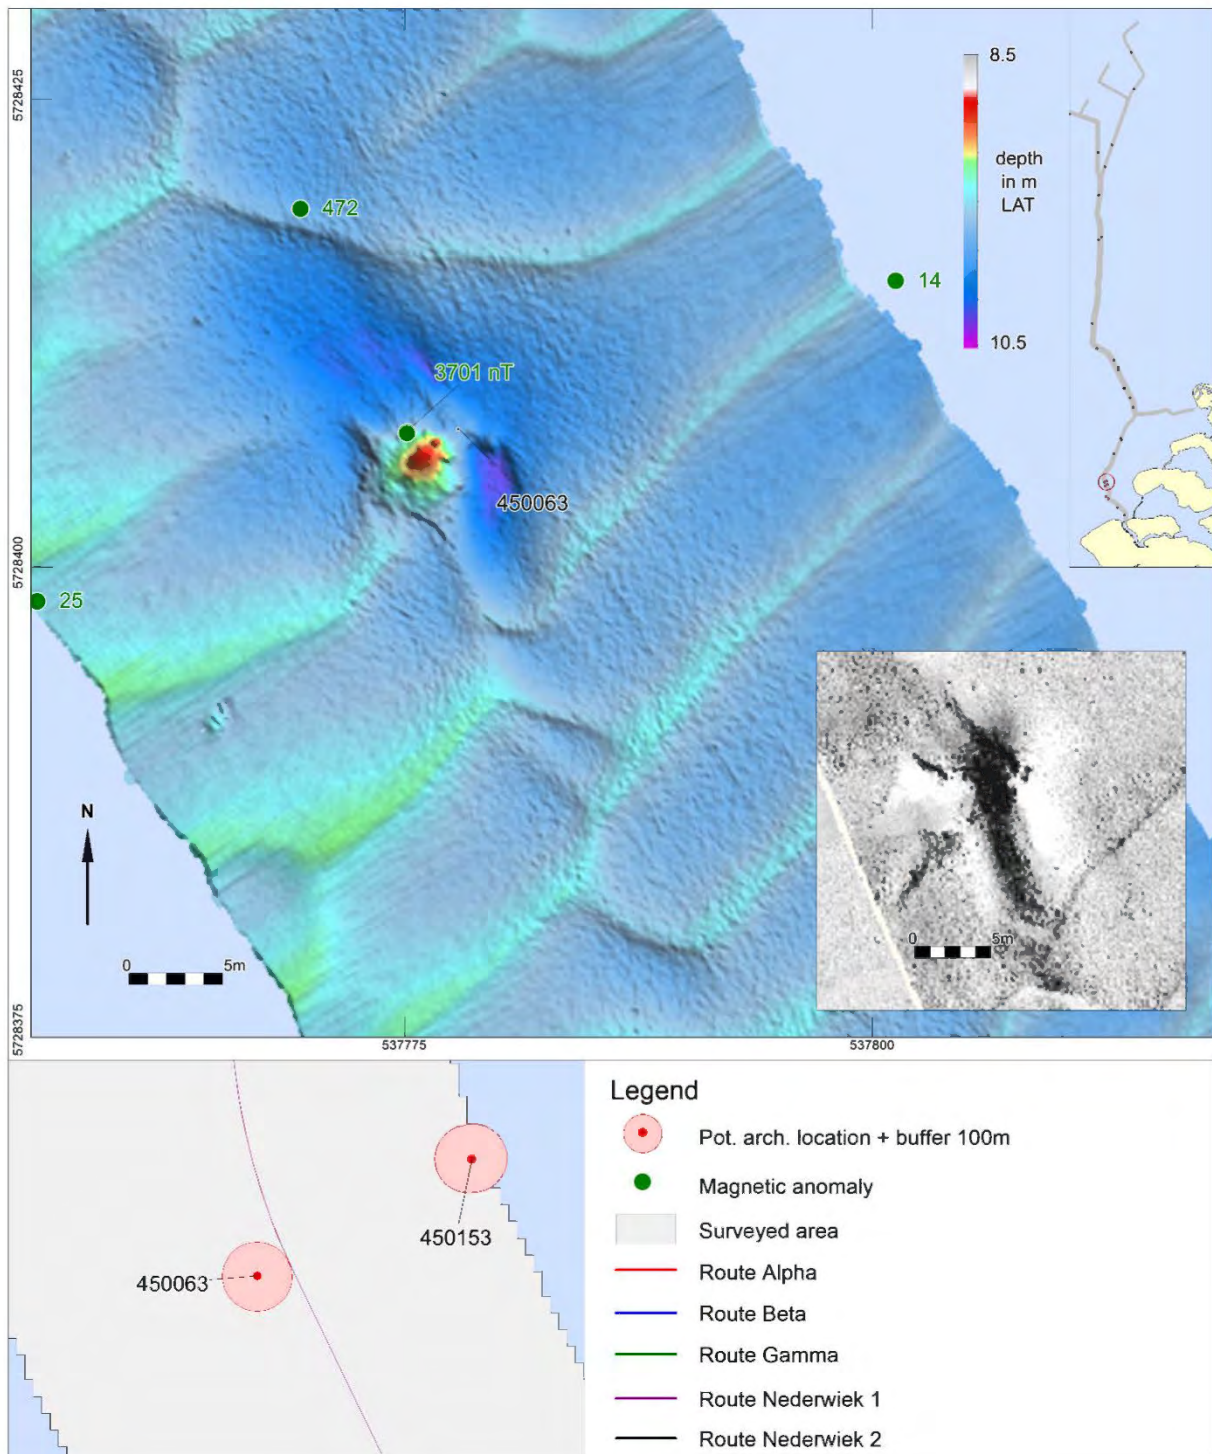 5728425
8.5
depth
in m
LAT
472
14
10.5
3701 nT
450063
5728400
25
N
0 5m
0 5m
5728375
537775
537800
450153
450063
Legend
Pot. arch. location + buffer 100m
Magnetic anomaly
Surveyed area
Route Alpha
Route Beta
Route Gamma
Route Nederwiek 1
Route Nederwiek 2